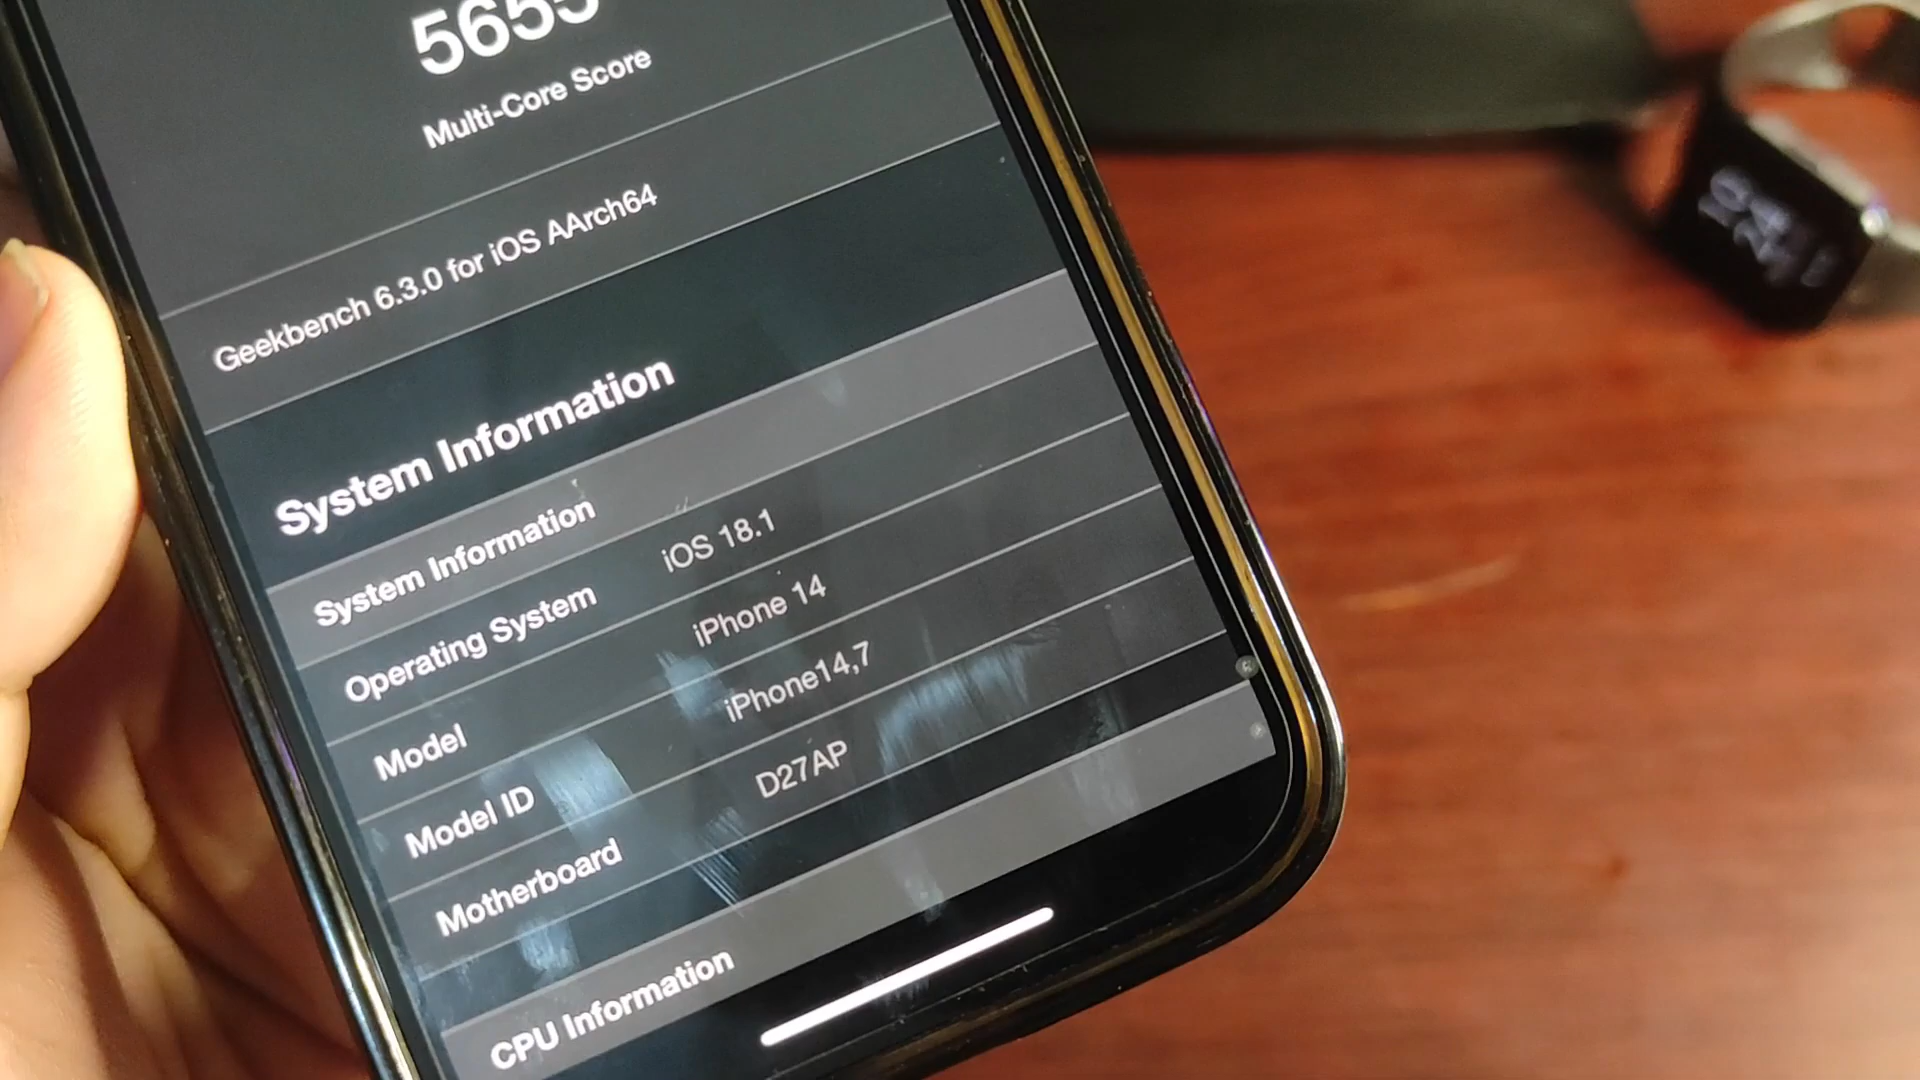 5655
Multi-Core Score
Geekbench 6.3.0 for iOS AArch64
System Information
System Information
Operating System iOS 18.1
Model iPhone 14
Model ID iPhone14,7
Motherboard D27AP
CPU Information